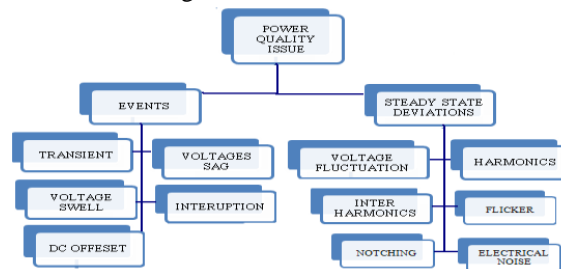 POWER
QUALITY
ISSUE
EVENTS
STEADY STATE
DEVIATIONS
TRANSIENT
VOLTAGES
SAG
VOLTAGE
FLUCTUATION
HARMONICS
VOLTAGE
SWELL
INTERUPTION
INTER
HARMONICS
FLICKER
DC OFFESET
NOTCHING
ELECTRICAL
NOISE